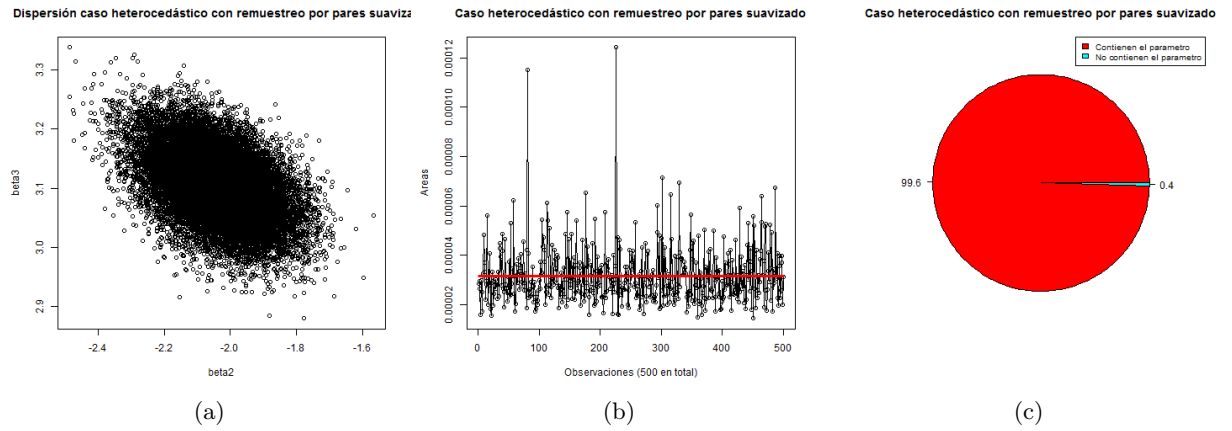 Dispersión caso heterocedástico con remuestreo por pares suaviza
beta3
3.3
3.2
3.1
3.0
2.9
-2.4 -2.2 -2.0 -1.8 -1.6
beta2
(a)
Caso heterocedástico con remuestreo por pares suavizado
Areas
0.00012
0.00010
0.00008
0.00006
0.00004
0.00002
0 100 200 300 400 500
Observaciones (500 en total)
(b)
Caso heterocedástico con remuestreo por pares suavizado
Contienen el parametro
No contienen el parametro
99.6
0.4
(c)